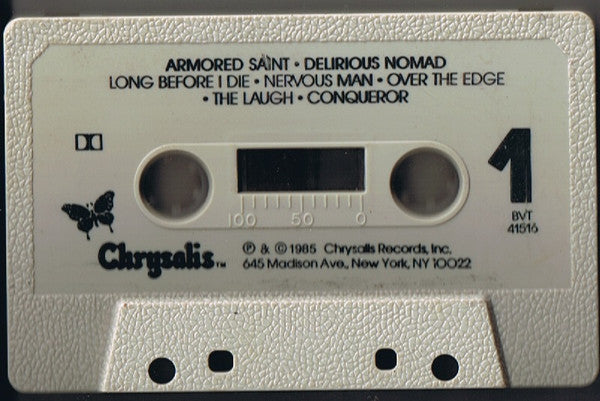 ARMORED SAINT • DELIRIOUS NOMAD
LONG BEFORE I DIE • NERVOUS MAN • OVER THE EDGE
• THE LAUGH • CONQUEROR
1
100 50 0
BVT
41516
Chrysalis™
℗ & © 1985 Chrysalis Records, Inc.
645 Madison Ave., New York, NY 10022